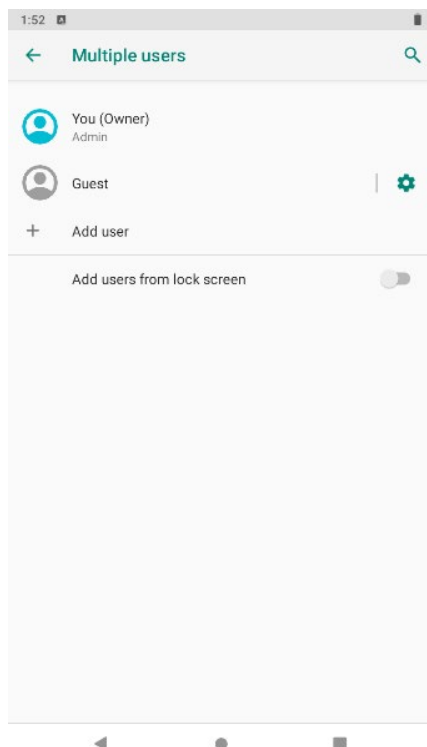 1:52
Multiple users
You (Owner)
Admin
Guest
Add user
Add users from lock screen